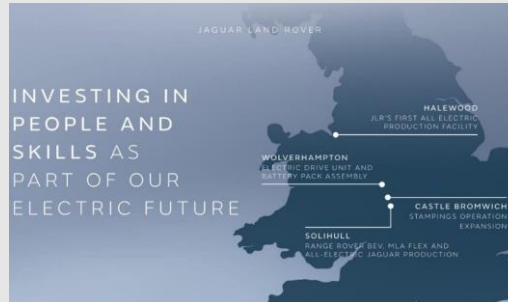 JAGUAR LAND ROVER
INVESTING IN
PEOPLE AND
SKILLS AS
PART OF OUR
ELECTRIC FUTURE
HALEWOOD
JLR'S FIRST ALL ELECTRIC
PRODUCTION FACILITY
WOLVERHAMPTON
ELECTRIC DRIVE UNIT AND
BATTERY PACK ASSEMBLY
CASTLE BROMWICH
STAMPINGS OPERATION
EXPANSION
SOLIHULL
RANGE ROVER BEV, MLA FLEX AND
ALL-ELECTRIC JAGUAR PRODUCTION